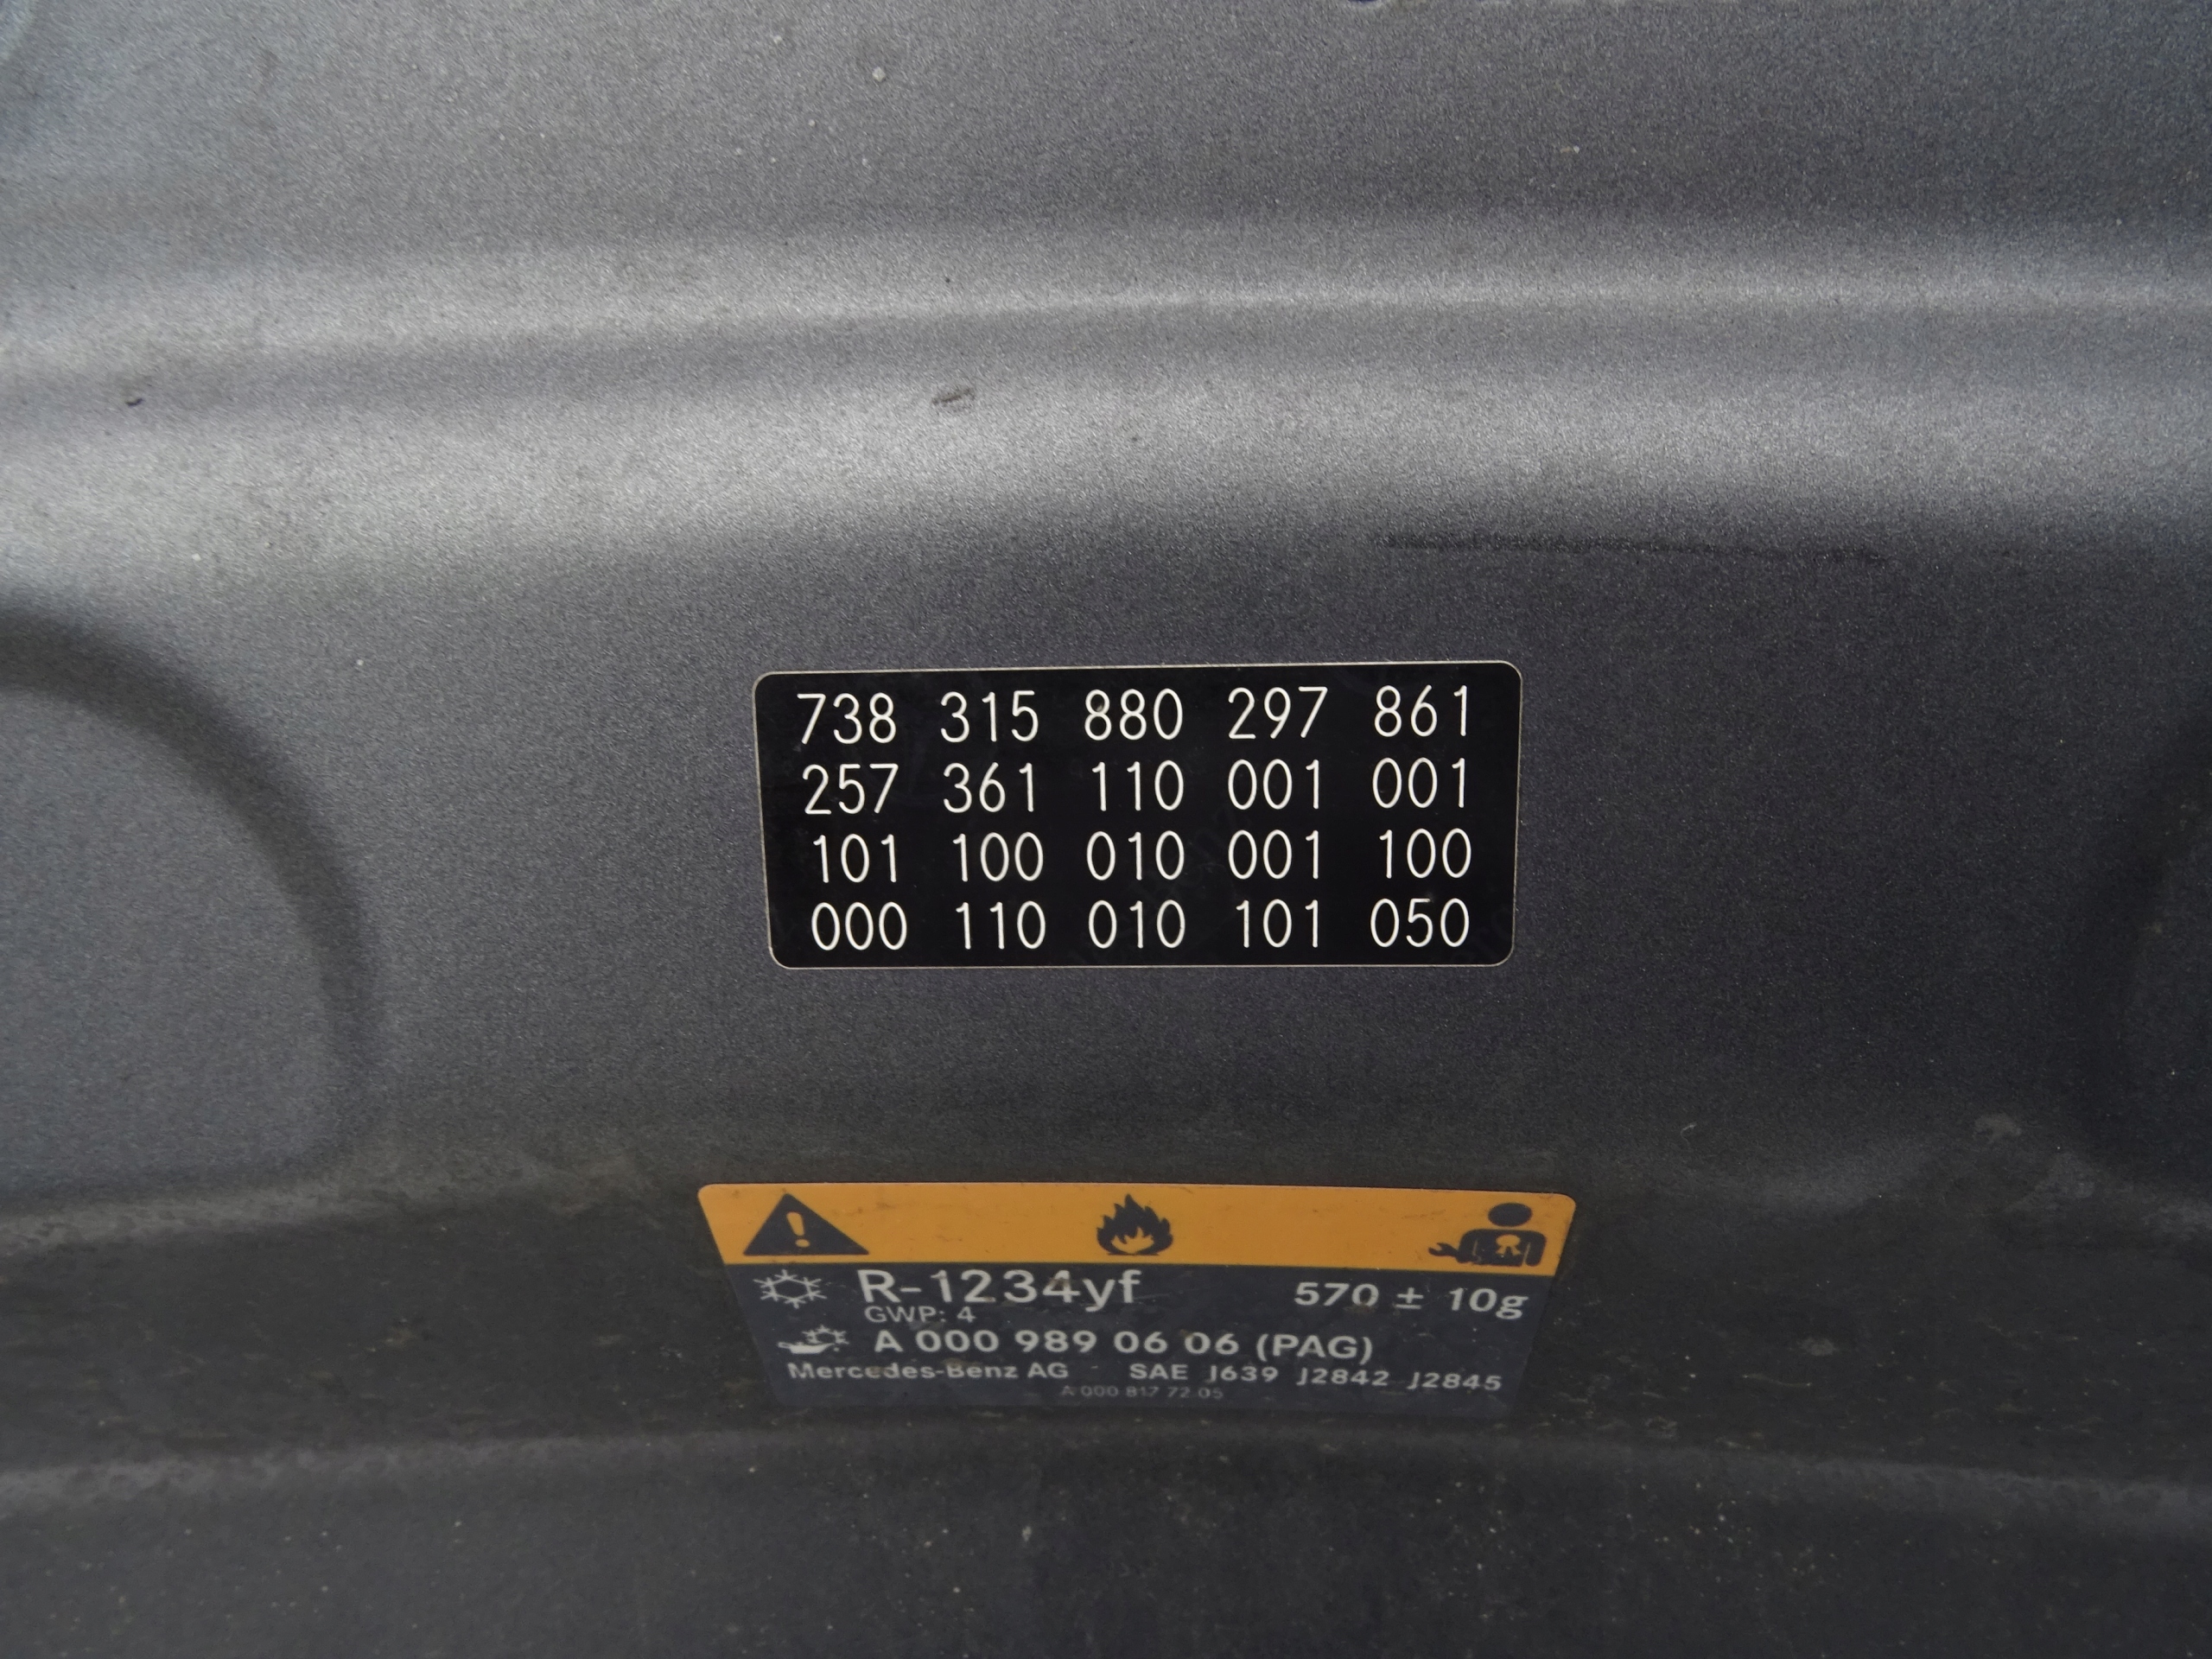 738 315 880 297 861
257 361 110 001 001
101 100 010 001 100
000 110 010 101 050
R-1234yf 570 ± 10g
GWP: 4
A 000 989 06 06 (PAG)
Mercedes-Benz AG - SAE J639 J2842 J2845
A 000 817 72 05